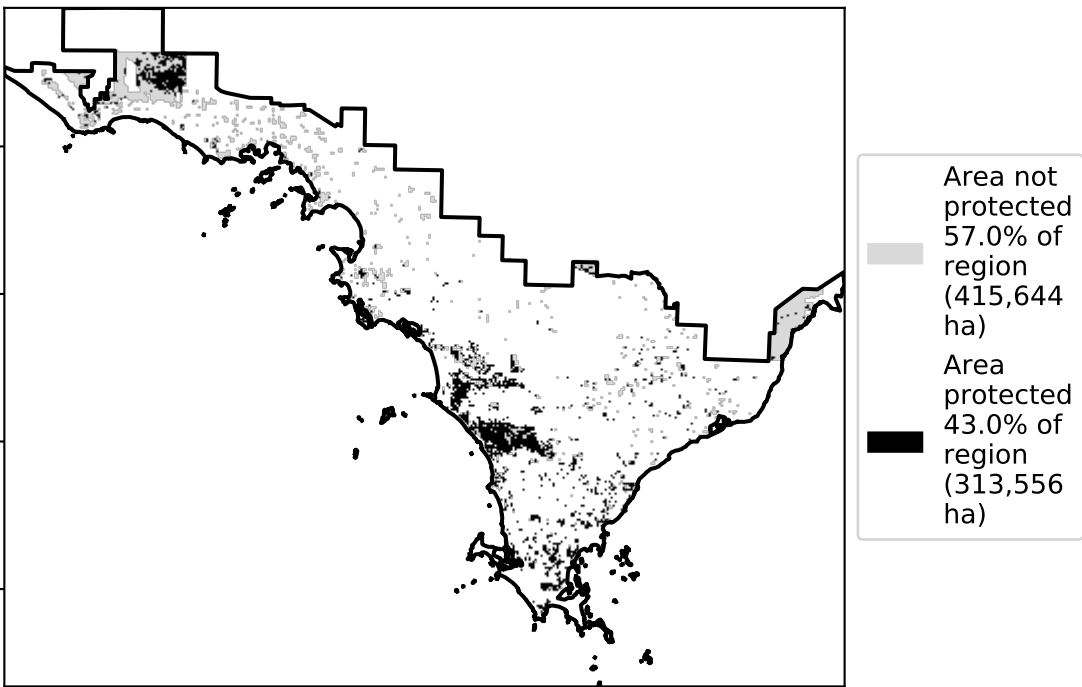 Area not
protected
57.0% of
region
(415,644
ha)
Area
protected
43.0% of
region
(313,556
ha)